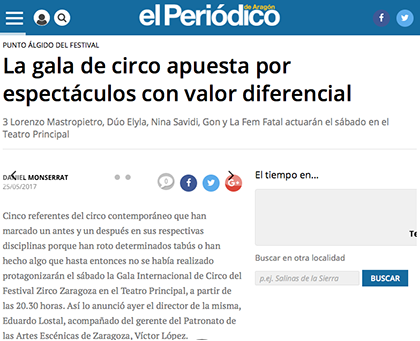 el Periódico
de Aragón
PUNTO ÁLGIDO DEL FESTIVAL
La gala de circo apuesta por
espectáculos con valor diferencial
3 Lorenzo Mastropietro, Dúo Elyla, Nina Savidi, Gon y La Fem Fatal actuarán el sábado en el
Teatro Principal
DANIEL MONSERRAT
25/05/2017
0
El tiempo en...
Te
Buscar en otra localidad
p.ej. Salinas de la Sierra
BUSCAR
Cinco referentes del circo contemporáneo que han
marcado un antes y un después en sus respectivas
disciplinas porque han roto determinados tabús o han
hecho algo que hasta entonces no se había realizado
protagonizarán el sábado la Gala Internacional de Circo del
Festival Zirco Zaragoza en el Teatro Principal, a partir de
las 20.30 horas. Así lo anunció ayer el director de la misma,
Eduardo Lostal, acompañado del gerente del Patronato de
las Artes Escénicas de Zaragoza, Víctor López.